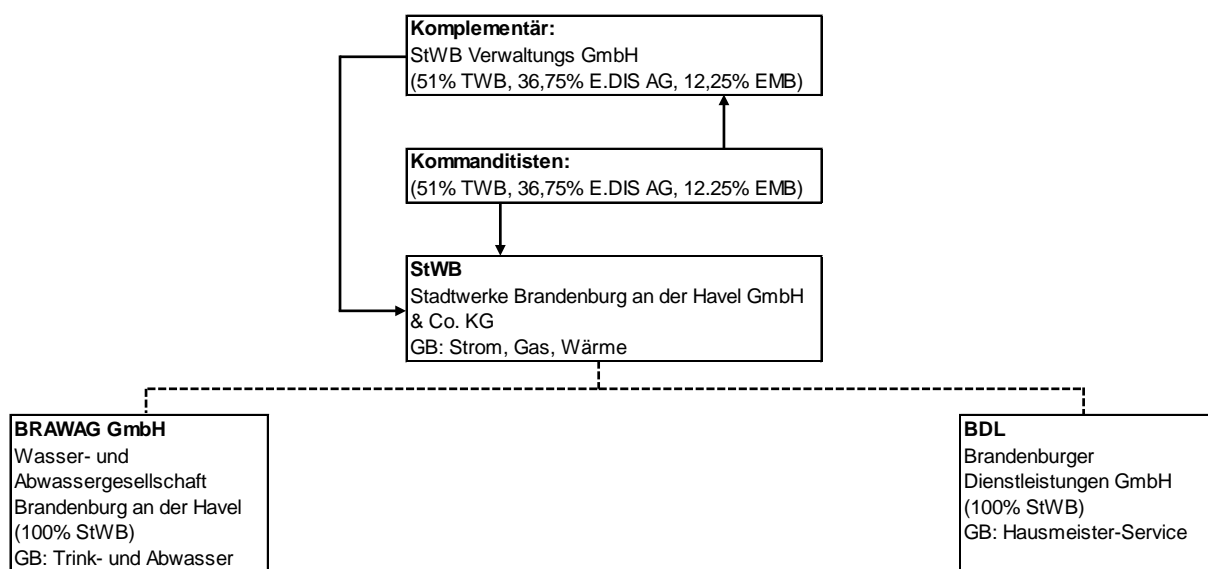 Komplementär:
StWB Verwaltungs GmbH
(51% TWB, 36,75% E.DIS AG, 12,25% EMB)
Kommanditisten:
(51% TWB, 36,75% E.DIS AG, 12.25% EMB)
StWB
Stadtwerke Brandenburg an der Havel GmbH
& Co. KG
GB: Strom, Gas, Wärme
BRAWAG GmbH
Wasser- und
Abwassergesellschaft
Brandenburg an der Havel
(100% StWB)
GB: Trink- und Abwasser
BDL
Brandenburger
Dienstleistungen GmbH
(100% StWB)
GB: Hausmeister-Service